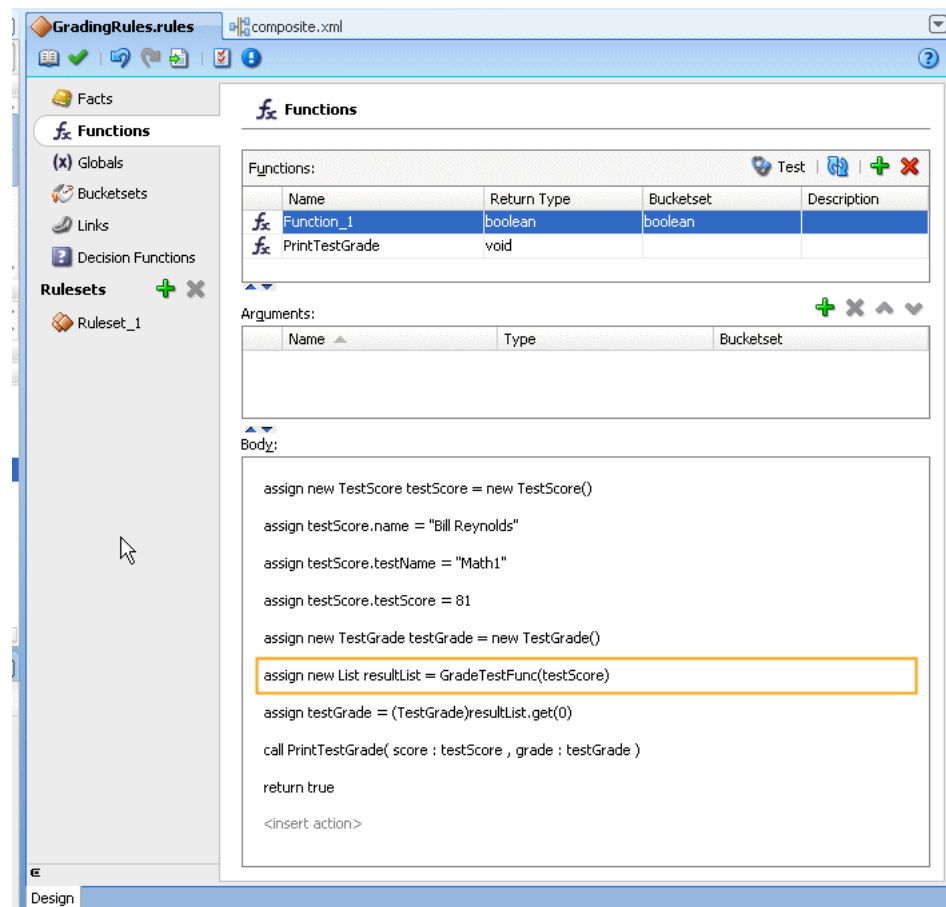 GradingRules.rules
composite.xml
Facts
Functions
(x) Globals
Bucketsets
Links
Decision Functions
Rulesets
Ruleset_1
fx Functions
Functions:
Test
Name Return Type Bucketset Description
fx Function_1 boolean boolean
fx PrintTestGrade void
Arguments:
Name Type Bucketset
Body:
assign new TestScore testScore = new TestScore()
assign testScore.name = "Bill Reynolds"
assign testScore.testName = "Math1"
assign testScore.testScore = 81
assign new TestGrade testGrade = new TestGrade()
assign new List resultList = GradeTestFunc(testScore)
assign testGrade = (TestGrade)resultList.get(0)
call PrintTestGrade( score : testScore , grade : testGrade )
return true
<insert action>
Design